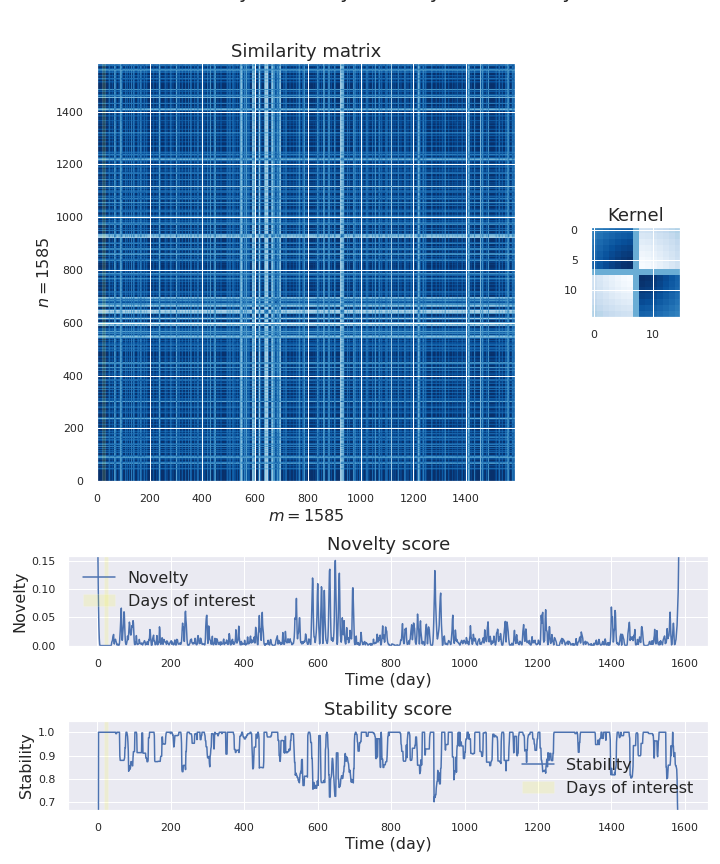 Similarity matrix
1400
1200
1000
800
600
400
200
0
n = 1585
0 200 400 600 800 1000 1200 1400
m = 1585
Kernel
0
5
10
0 10
Novelty score
0.15
0.10
0.05
0.00
Novelty
Novelty
Days of interest
0 200 400 600 800 1000 1200 1400 1600
Time (day)
Stability score
1.0
0.9
0.8
0.7
Stability
Stability
Days of interest
0 200 400 600 800 1000 1200 1400 1600
Time (day)